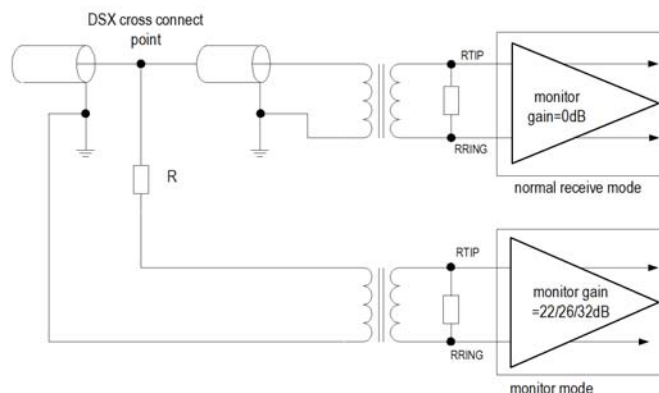 DSX cross connect
point
RTIP
monitor
gain=0dB
RRING
normal receive mode
R
RTIP
monitor gain
=22/26/32dB
RRING
monitor mode